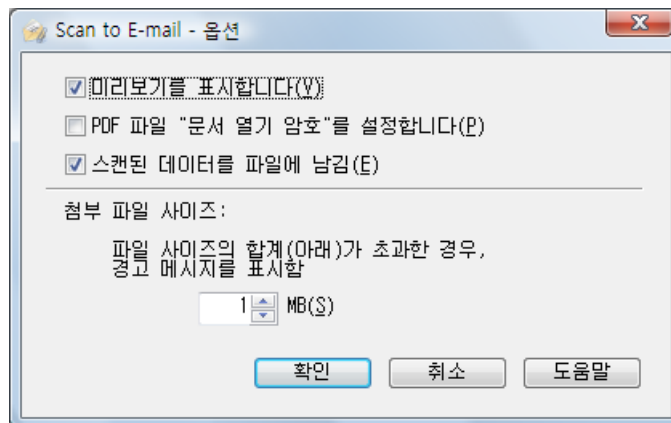 Scan to E-mail - 옵션
미리보기를 표시합니다(V)
PDF 파일 "문서 열기 암호"를 설정합니다(P)
스캔된 데이터를 파일에 남김(E)
첨부 파일 사이즈:
파일 사이즈의 합계(아래)가 초과한 경우,
경고 메시지를 표시함
1 MB(S)
확인 취소 도움말